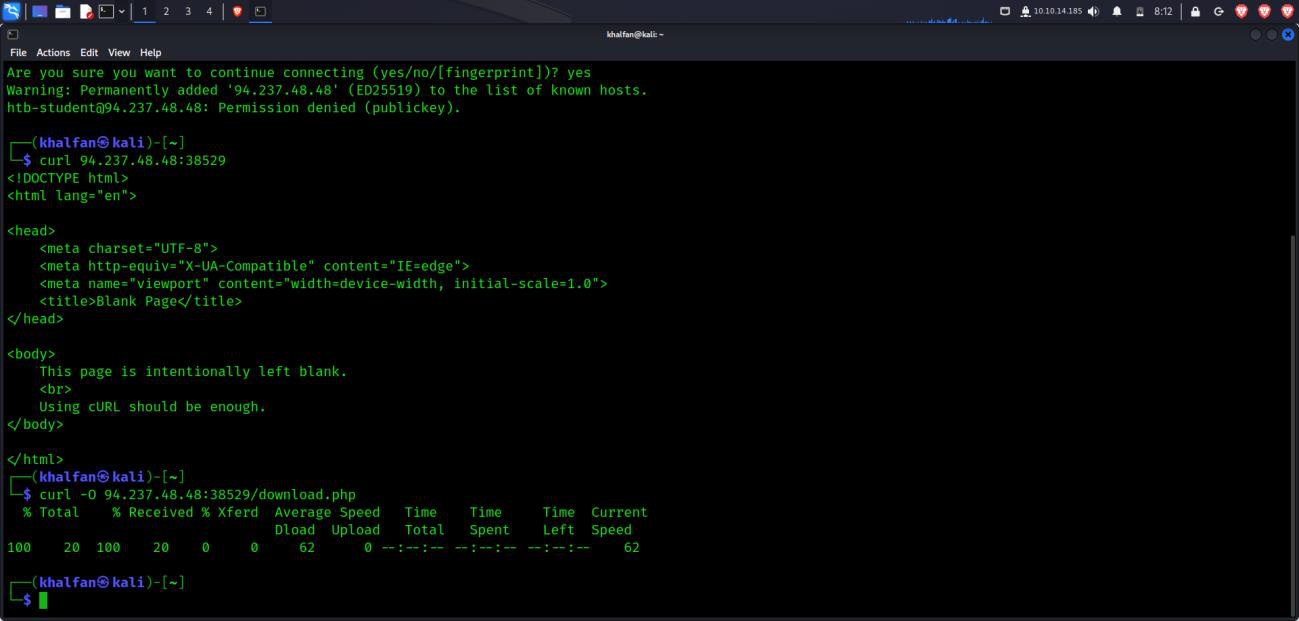 1 2 3 4 10.10.14.185 8:12
khalfan@kali: ~
File Actions Edit View Help
Are you sure you want to continue connecting (yes/no/[fingerprint])? yes
Warning: Permanently added '94.237.48.48' (ED25519) to the list of known hosts.
htb-student@94.237.48.48: Permission denied (publickey).
┌──(khalfan㉿kali)-[~]
└─$ curl 94.237.48.48:38529
<!DOCTYPE html>
<html lang="en">
<head>
    <meta charset="UTF-8">
    <meta http-equiv="X-UA-Compatible" content="IE=edge">
    <meta name="viewport" content="width=device-width, initial-scale=1.0">
    <title>Blank Page</title>
</head>
<body>
    This page is intentionally left blank.
    <br>
    Using cURL should be enough.
</body>
</html>
┌──(khalfan㉿kali)-[~]
└─$ curl -O 94.237.48.48:38529/download.php
  % Total    % Received % Xferd  Average Speed   Time    Time     Time  Current
                                 Dload  Upload   Total   Spent    Left  Speed
100    20  100    20    0     0     62      0 --:--:-- --:--:-- --:--:--    62
┌──(khalfan㉿kali)-[~]
└─$